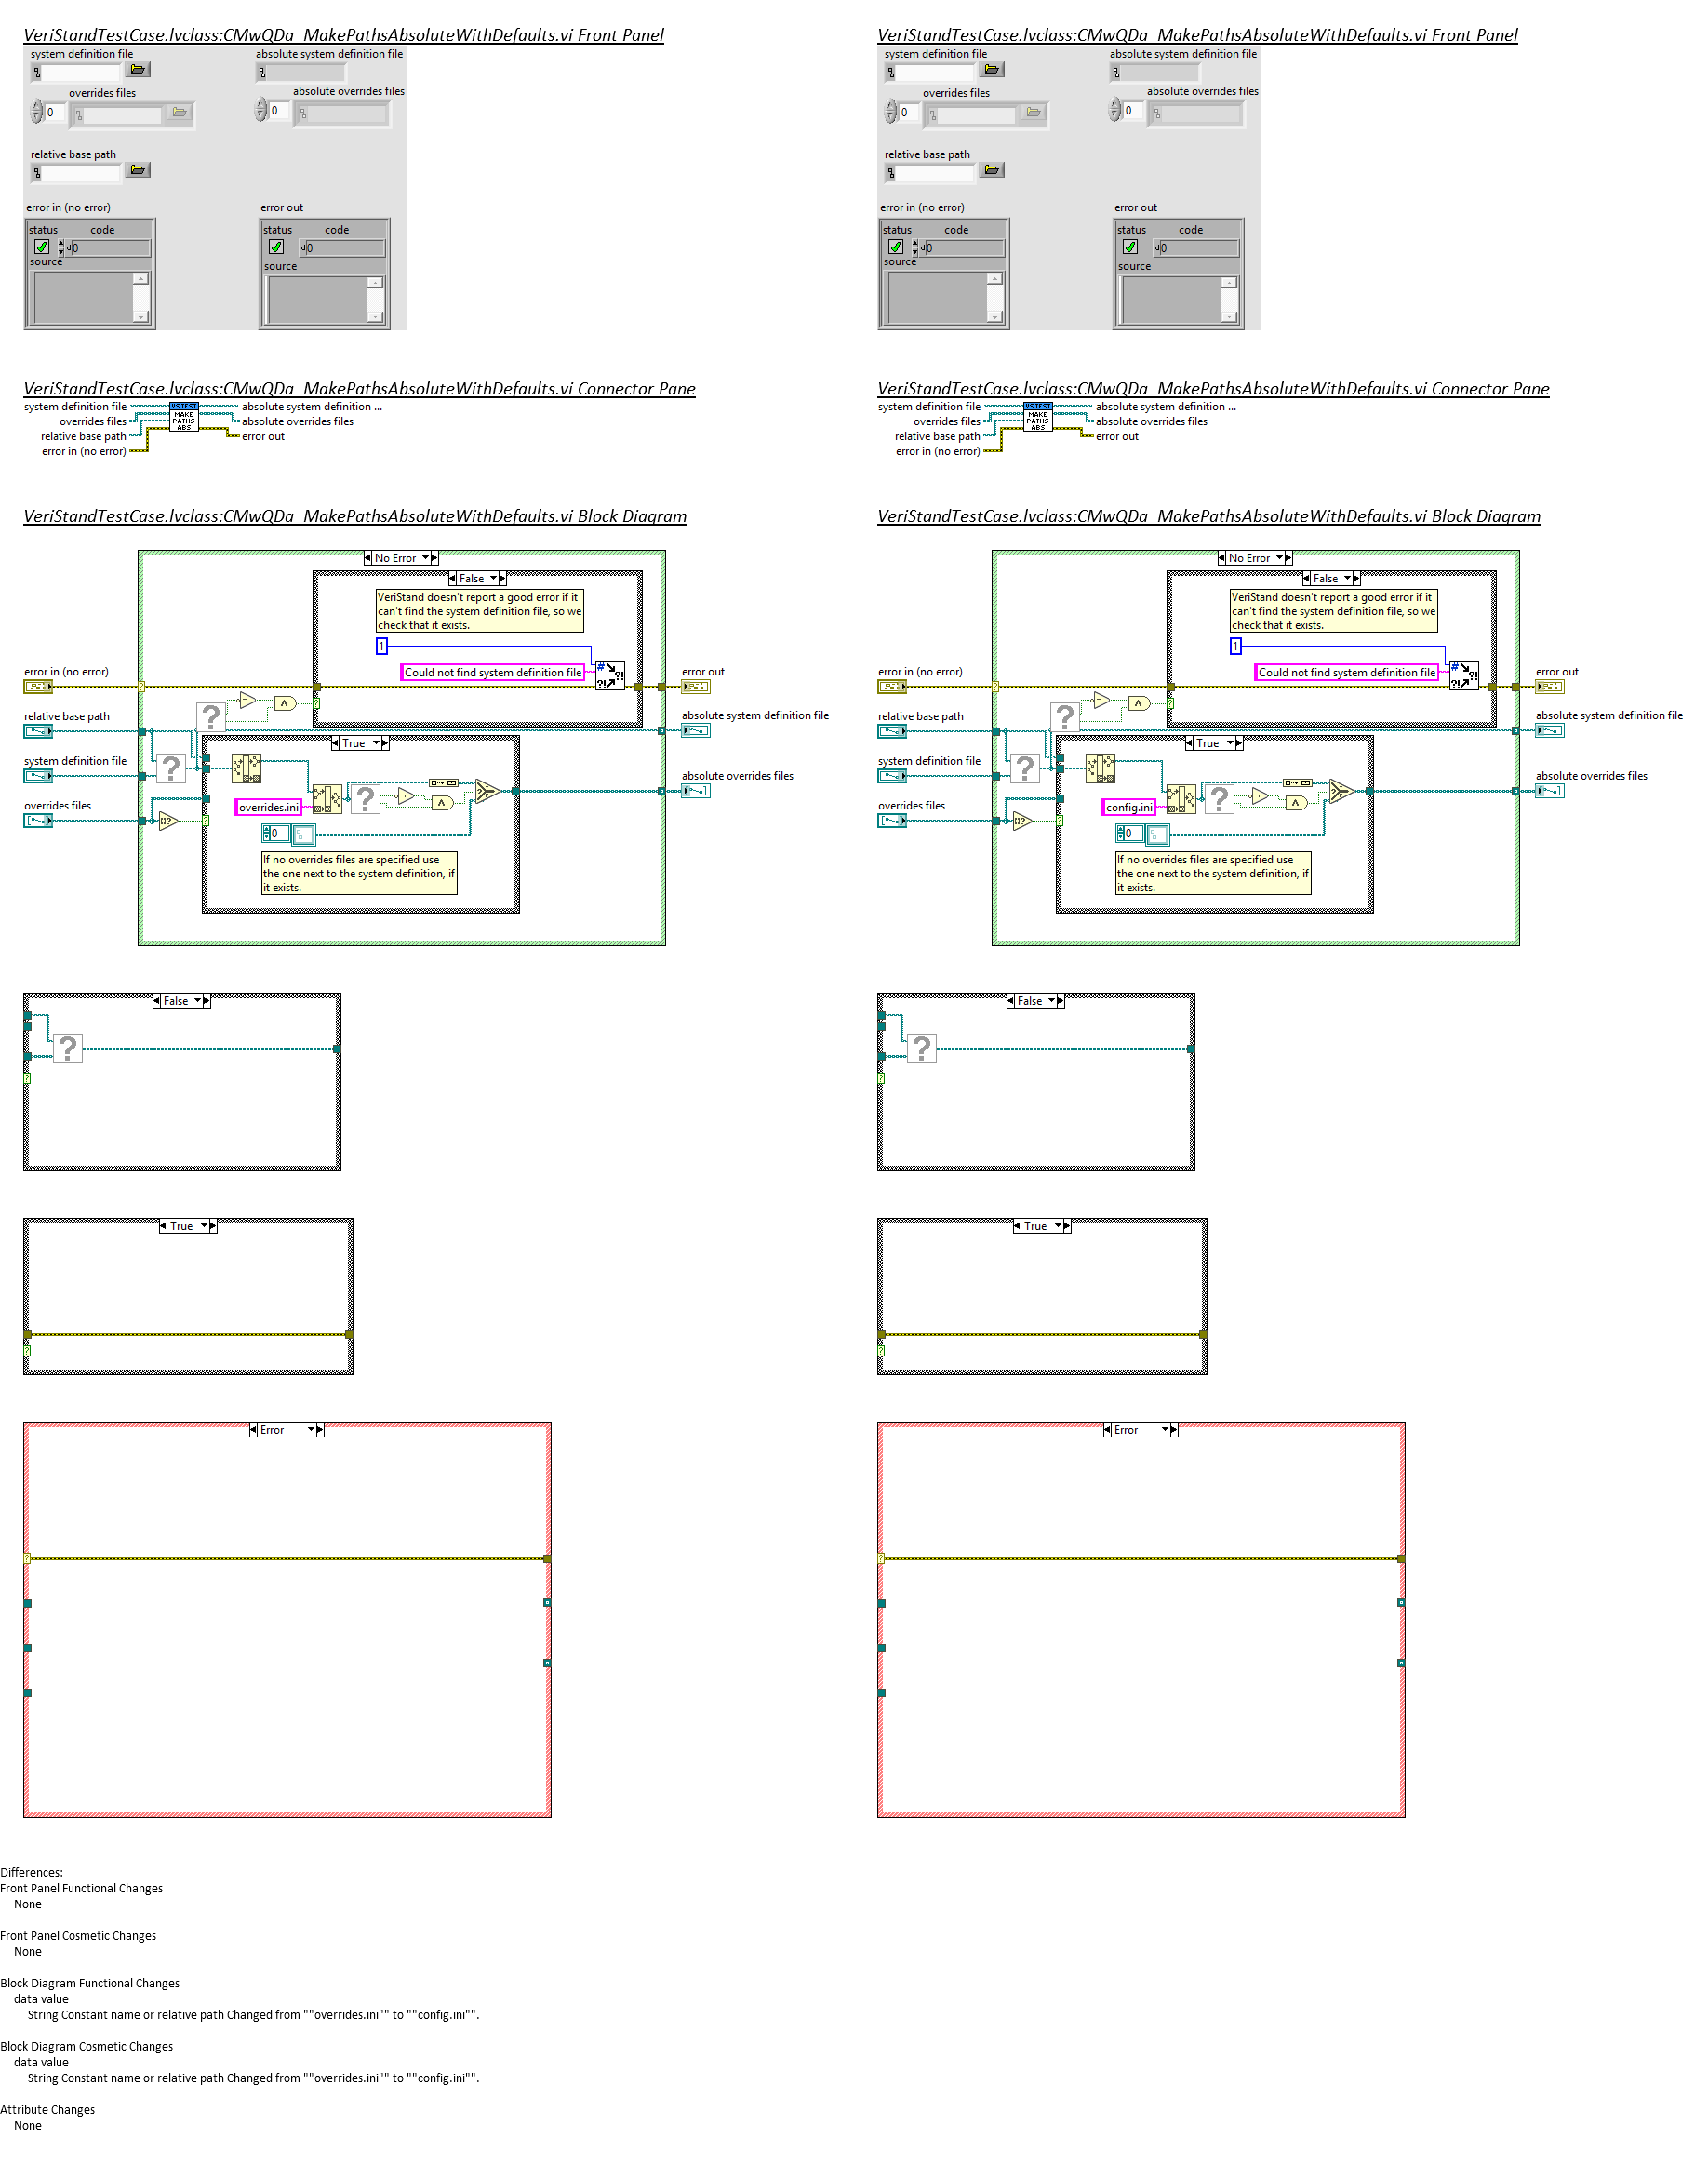 VeriStandTestCase.lvclass:CMwQDa_MakePathsAbsoluteWithDefaults.vi Front Panel
system definition file
absolute system definition file
overrides files
absolute overrides files
0
0
relative base path
error in (no error)
error out
status code
status code
d0
d0
source
source
VeriStandTestCase.lvclass:CMwQDa_MakePathsAbsoluteWithDefaults.vi Connector Pane
system definition file
overrides files
relative base path
error in (no error)
VS TEST
MAKE
PATHS
ABS
absolute system definition ...
absolute overrides files
error out
VeriStandTestCase.lvclass:CMwQDa_MakePathsAbsoluteWithDefaults.vi Block Diagram
No Error
False
VeriStand doesn't report a good error if it
can't find the system definition file, so we
check that it exists.
1
Could not find system definition file
error in (no error)
error out
relative base path
absolute system definition file
True
system definition file
absolute overrides files
overrides files
overrides.ini
0
If no overrides files are specified use
the one next to the system definition, if
it exists.
False
True
Error
VeriStandTestCase.lvclass:CMwQDa_MakePathsAbsoluteWithDefaults.vi Front Panel
system definition file
absolute system definition file
overrides files
absolute overrides files
0
0
relative base path
error in (no error)
error out
status code
status code
d0
d0
source
source
VeriStandTestCase.lvclass:CMwQDa_MakePathsAbsoluteWithDefaults.vi Connector Pane
system definition file
overrides files
relative base path
error in (no error)
VS TEST
MAKE
PATHS
ABS
absolute system definition ...
absolute overrides files
error out
VeriStandTestCase.lvclass:CMwQDa_MakePathsAbsoluteWithDefaults.vi Block Diagram
No Error
False
VeriStand doesn't report a good error if it
can't find the system definition file, so we
check that it exists.
1
Could not find system definition file
error in (no error)
error out
relative base path
absolute system definition file
True
system definition file
absolute overrides files
overrides files
config.ini
0
If no overrides files are specified use
the one next to the system definition, if
it exists.
False
True
Error
Differences:
Front Panel Functional Changes
None
Front Panel Cosmetic Changes
None
Block Diagram Functional Changes
data value
String Constant name or relative path Changed from ""overrides.ini"" to ""config.ini"".
Block Diagram Cosmetic Changes
data value
String Constant name or relative path Changed from ""overrides.ini"" to ""config.ini"".
Attribute Changes
None